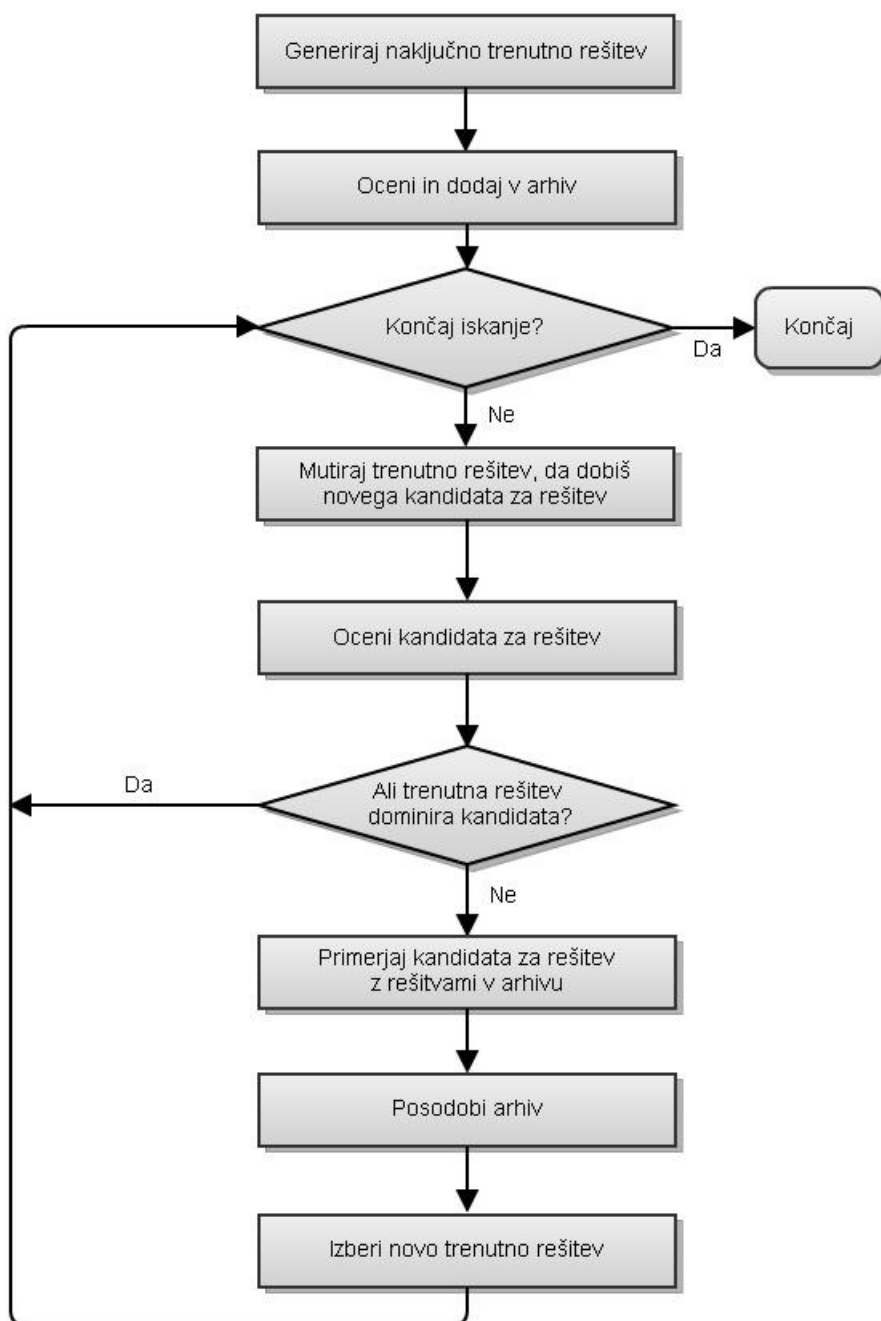 Generiraj naključno trenutno rešitev
Oceni in dodaj v arhiv
Končaj iskanje?
Da
Končaj
Ne
Mutiraj trenutno rešitev, da dobiš
novega kandidata za rešitev
Oceni kandidata za rešitev
Ali trenutna rešitev
dominira kandidata?
Da
Ne
Primerjaj kandidata za rešitev
z rešitvami v arhivu
Posodobi arhiv
Izberi novo trenutno rešitev